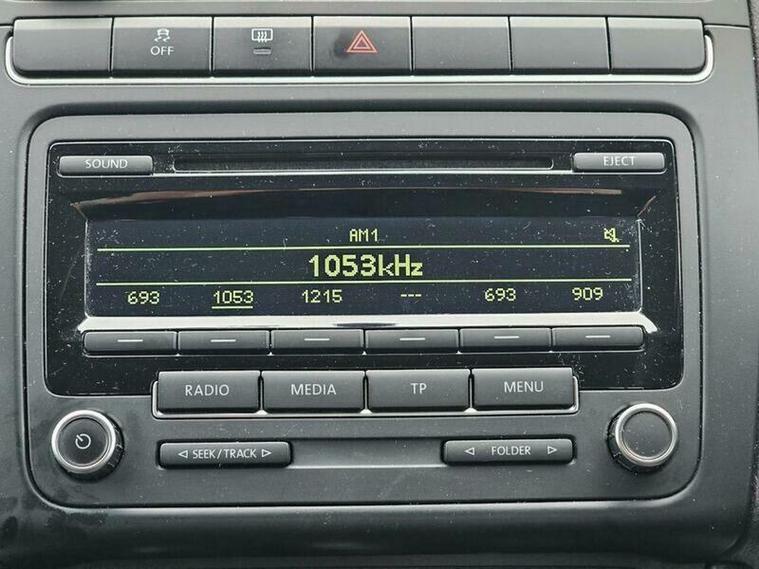 OFF
SOUND
EJECT
AM1
1053kHz
693 1053 1215 --- 693 909
RADIO MEDIA TP MENU
SEEK/TRACK
FOLDER